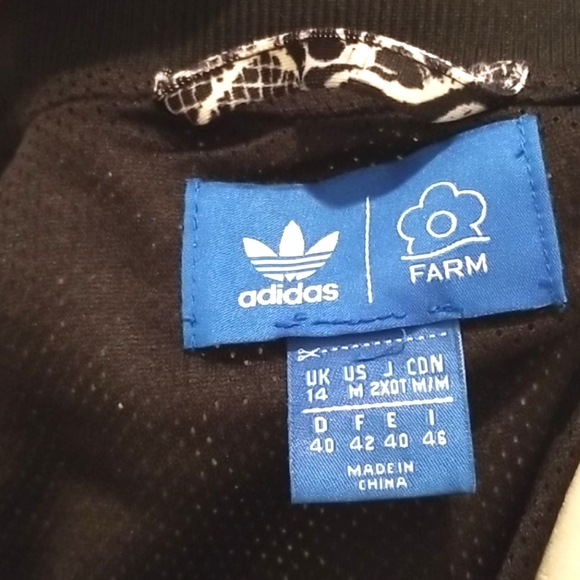 adidas
FARM
UK US J CDN
14 M 2XOT M/M
D F E I
40 42 40 46
MADE IN
CHINA